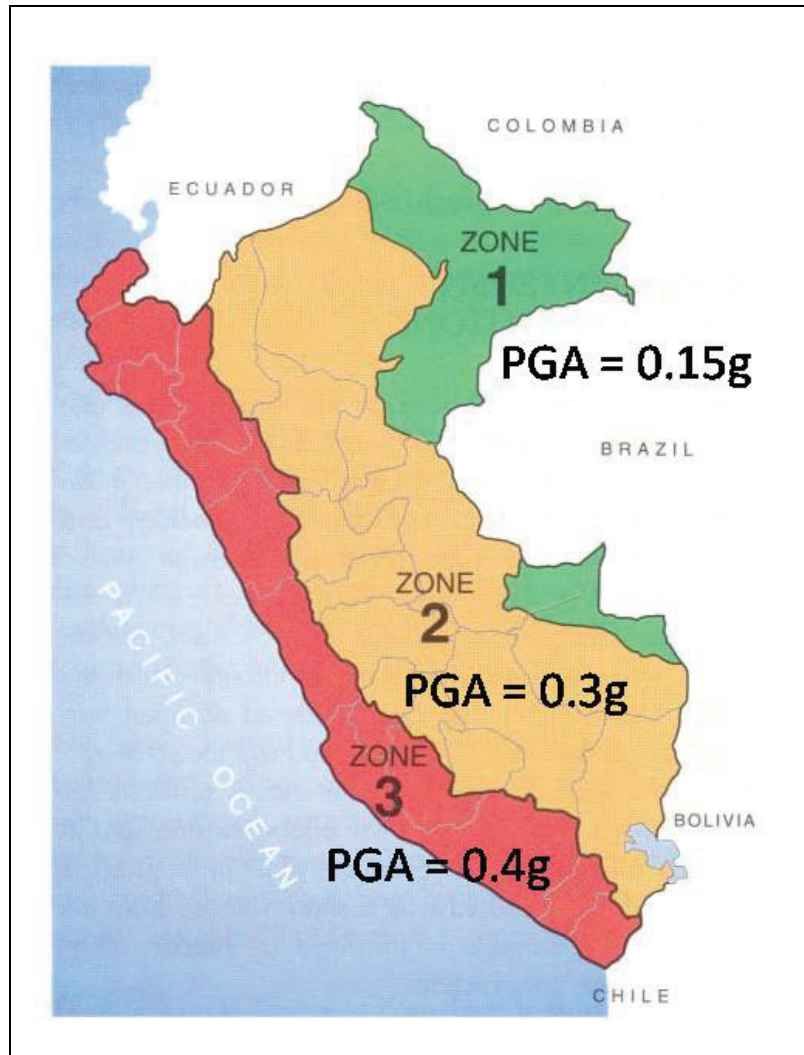 COLOMBIA
ECUADOR
ZONE
1
PGA = 0.15g
BRAZIL
ZONE
2
PGA = 0.3g
PACIFIC OCEAN
ZONE
3
BOLIVIA
PGA = 0.4g
CHILE